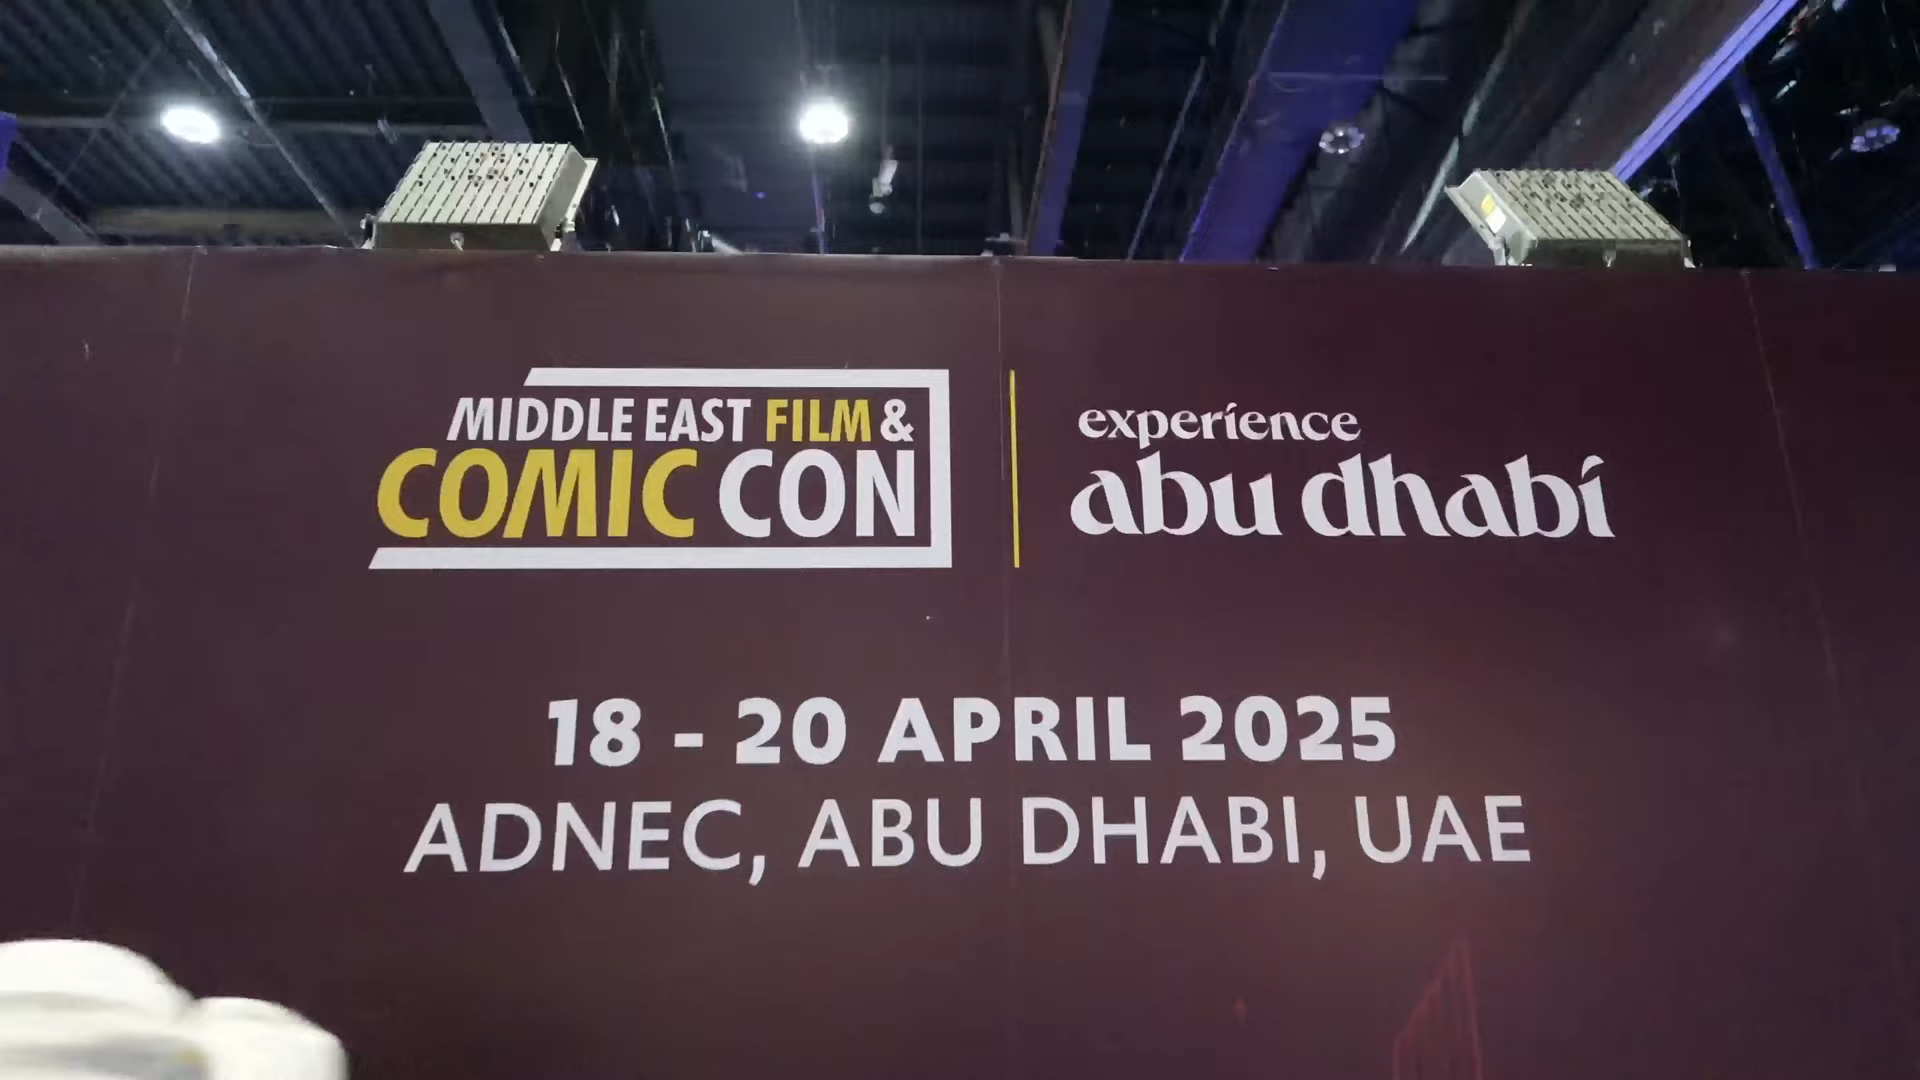 MIDDLE EAST FILM &
COMIC CON
experience
abu dhabi
18 - 20 APRIL 2025
ADNEC, ABU DHABI, UAE